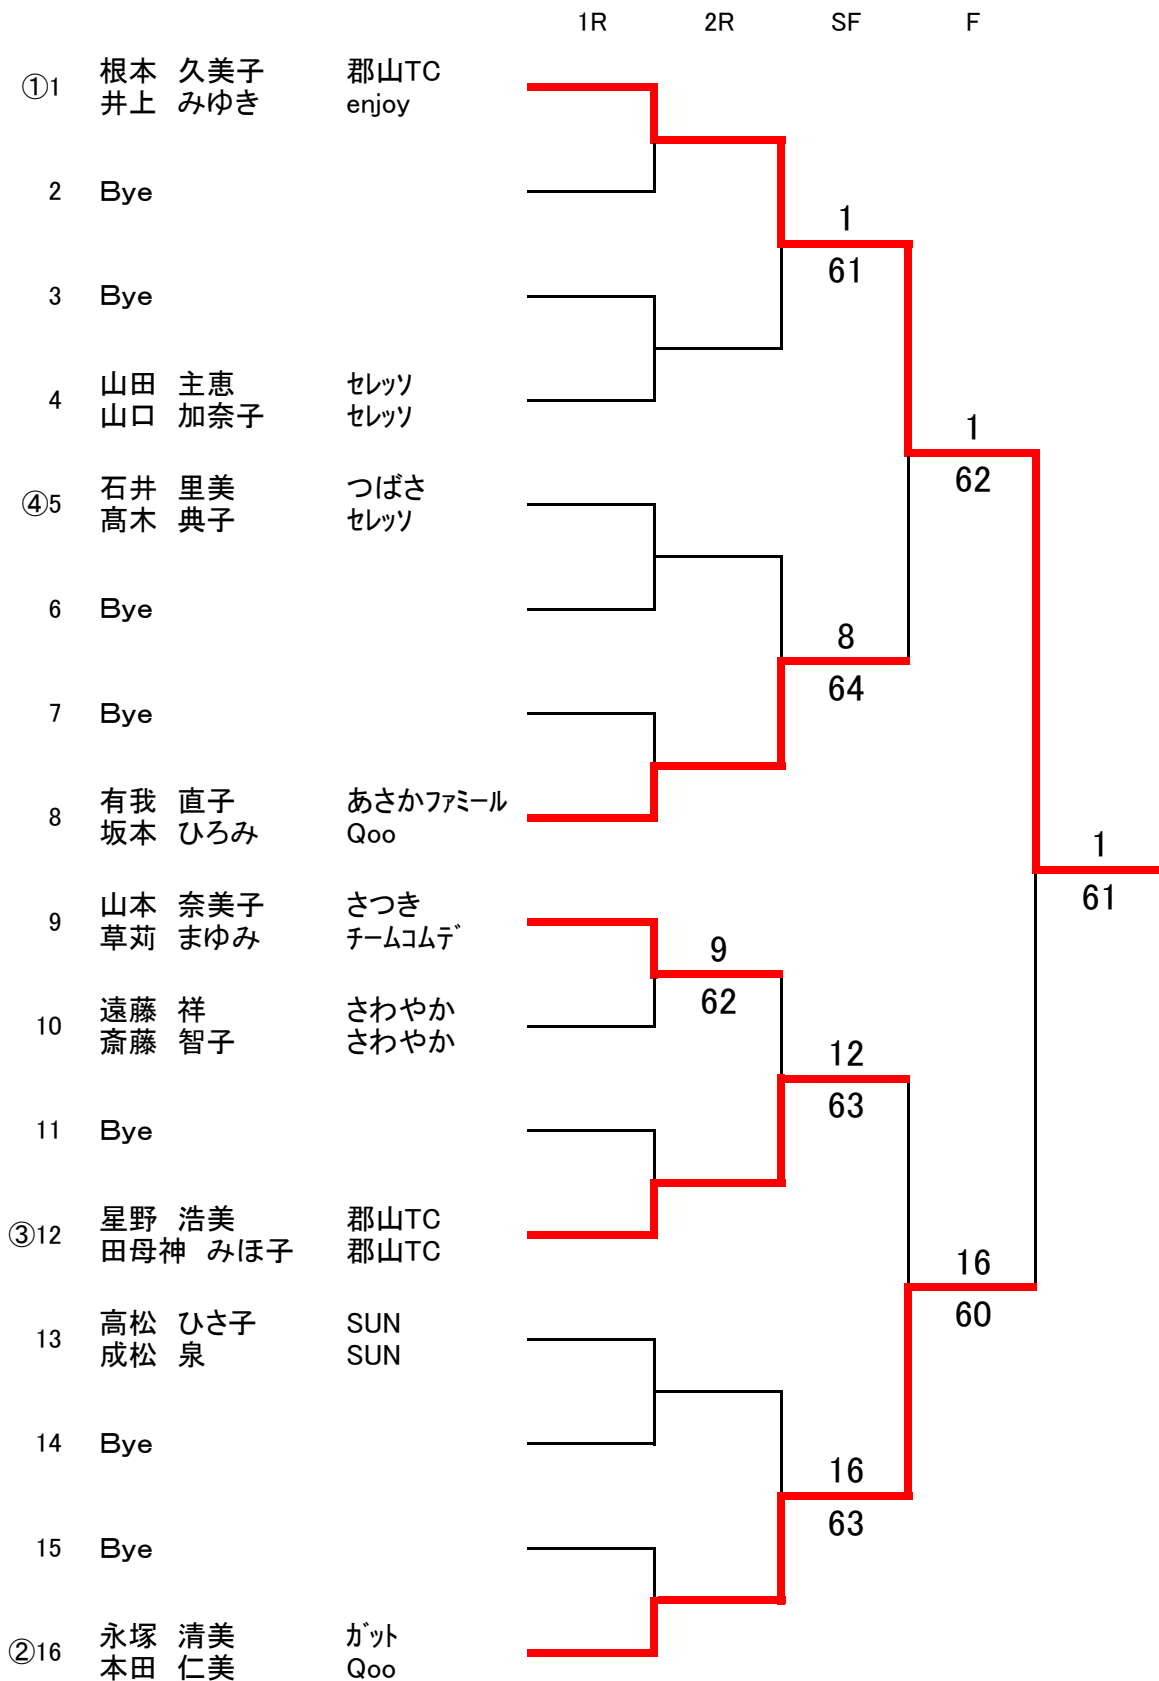 1R 2R SF F
①1 根本 久美子 郡山TC
井上 みゆき enjoy
2 Bye
1
61
3 Bye
4 山田 主恵 ｾﾚｯｿ
山口 加奈子 ｾﾚｯｿ
1
62
④5 石井 里美 つばさ
髙木 典子 ｾﾚｯｿ
6 Bye
8
64
7 Bye
8 有我 直子 あさかﾌｧﾐｰﾙ
坂本 ひろみ Qoo
1
61
9 山本 奈美子 さつき
草苅 まゆみ ﾁｰﾑｺﾑﾃﾞ
9
62
10 遠藤 祥 さわやか
斎藤 智子 さわやか
12
63
11 Bye
③12 星野 浩美 郡山TC
田母神 みほ子 郡山TC
16
60
13 高松 ひさ子 SUN
成松 泉 SUN
14 Bye
16
63
15 Bye
②16 永塚 清美 ｶﾞｯﾄ
本田 仁美 Qoo